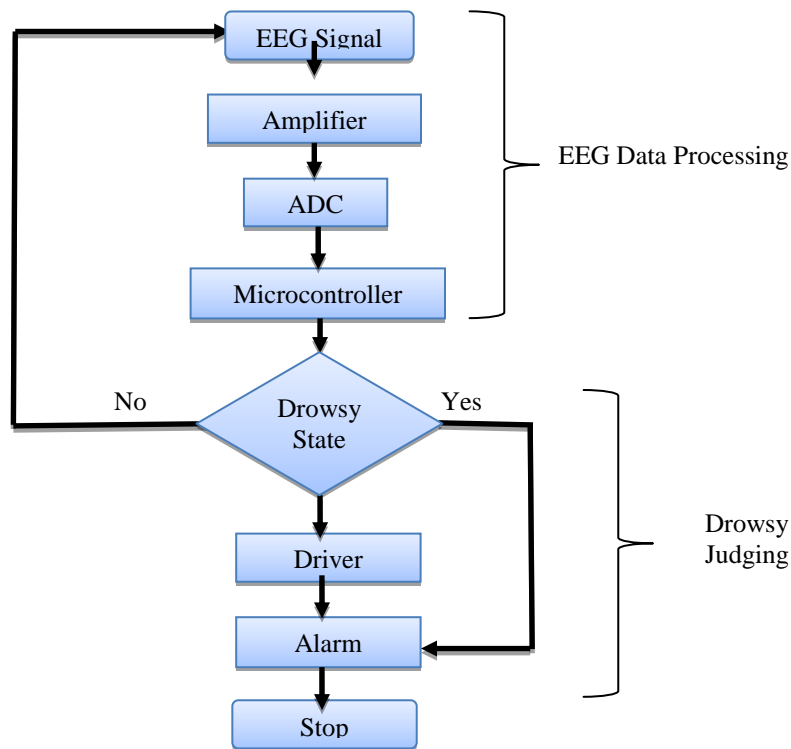 EEG Signal
Amplifier
EEG Data Processing
ADC
Microcontroller
No
Yes
Drowsy
State
Drowsy
Judging
Driver
Alarm
Stop